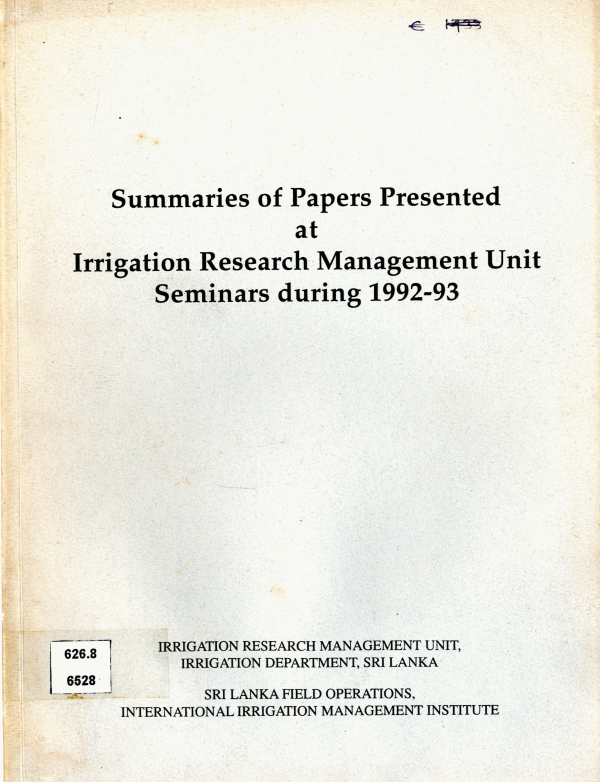 Summaries of Papers Presented
at
Irrigation Research Management Unit
Seminars during 1992-93
626.8
6528
IRRIGATION RESEARCH MANAGEMENT UNIT,
IRRIGATION DEPARTMENT, SRI LANKA
SRI LANKA FIELD OPERATIONS,
INTERNATIONAL IRRIGATION MANAGEMENT INSTITUTE